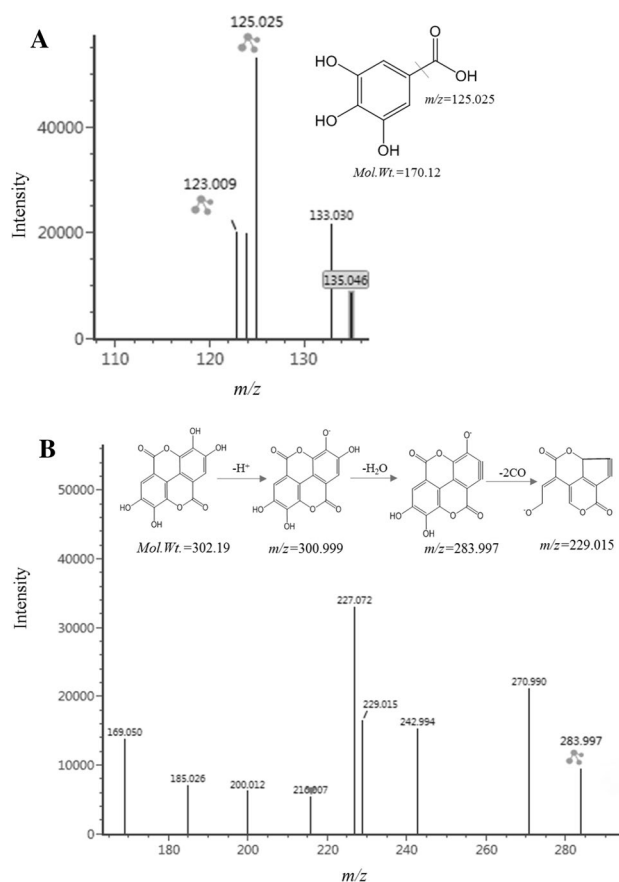 A
125.025
O
HO
OH
HO
OH
m/z=125.025
Mol.Wt.=170.12
40000
123.009
20000
133.030
135.046
0
110
120
130
Intensity
m/z
B
-H+
-H2O
-2CO
Mol.Wt.=302.19
m/z=300.999
m/z=283.997
m/z=229.015
50000
40000
227.072
30000
270.990
20000
229.015
242.994
169.050
283.997
10000
185.026
200.012
0
160
180
200
220
240
260
280
Intensity
m/z